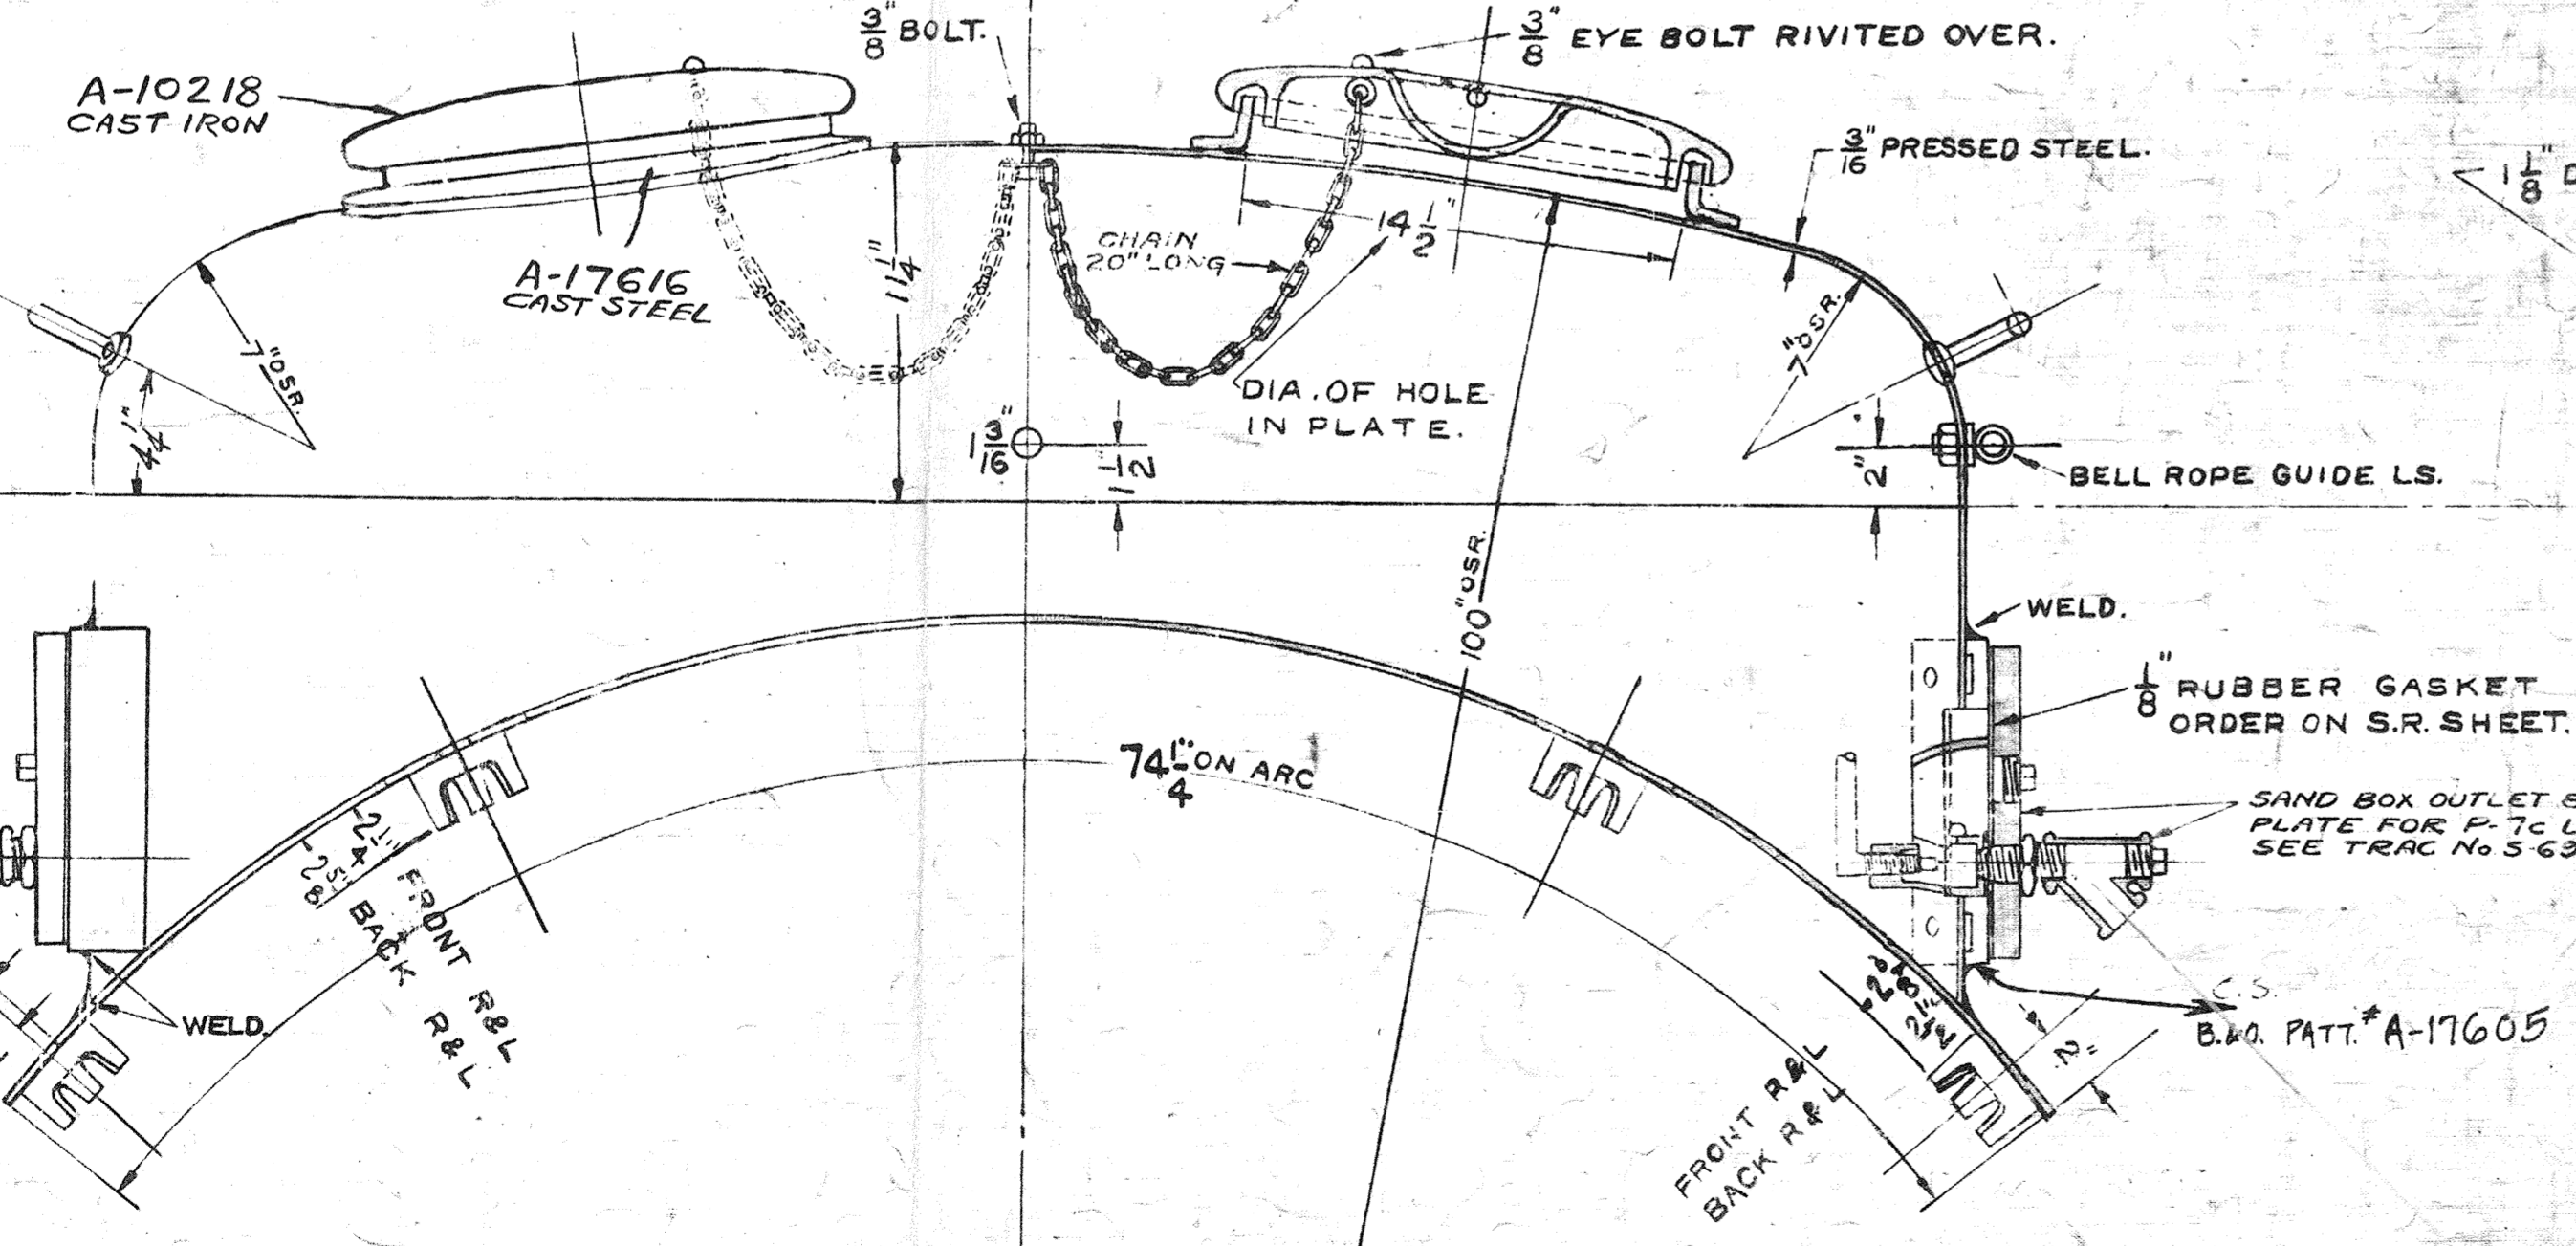 3/8" BOLT.
3/8" EYE BOLT RIVITED OVER.
A-10218
CAST IRON
3/16" PRESSED STEEL.
1 1/8"
A-17616
CAST STEEL
11 1/4"
CHAIN
20" LONG
14 1/2"
7" OSR.
7" OSR.
DIA. OF HOLE
IN PLATE.
4 1/4"
1 3/16"
1 1/2"
2"
BELL ROPE GUIDE LS.
100" OSR.
WELD.
1/8" RUBBER GASKET
ORDER ON S.R. SHEET.
74 1/4" ON ARC
SAND BOX OUTLET &
PLATE FOR P-7c
SEE TRAC No S-63
2 1/4" FRONT R&L
2 5/8" BACK R&L
WELD.
2 1/2"
2"
FRONT R&L
BACK R&L
C.S.
B.&O. PATT. # A-17605